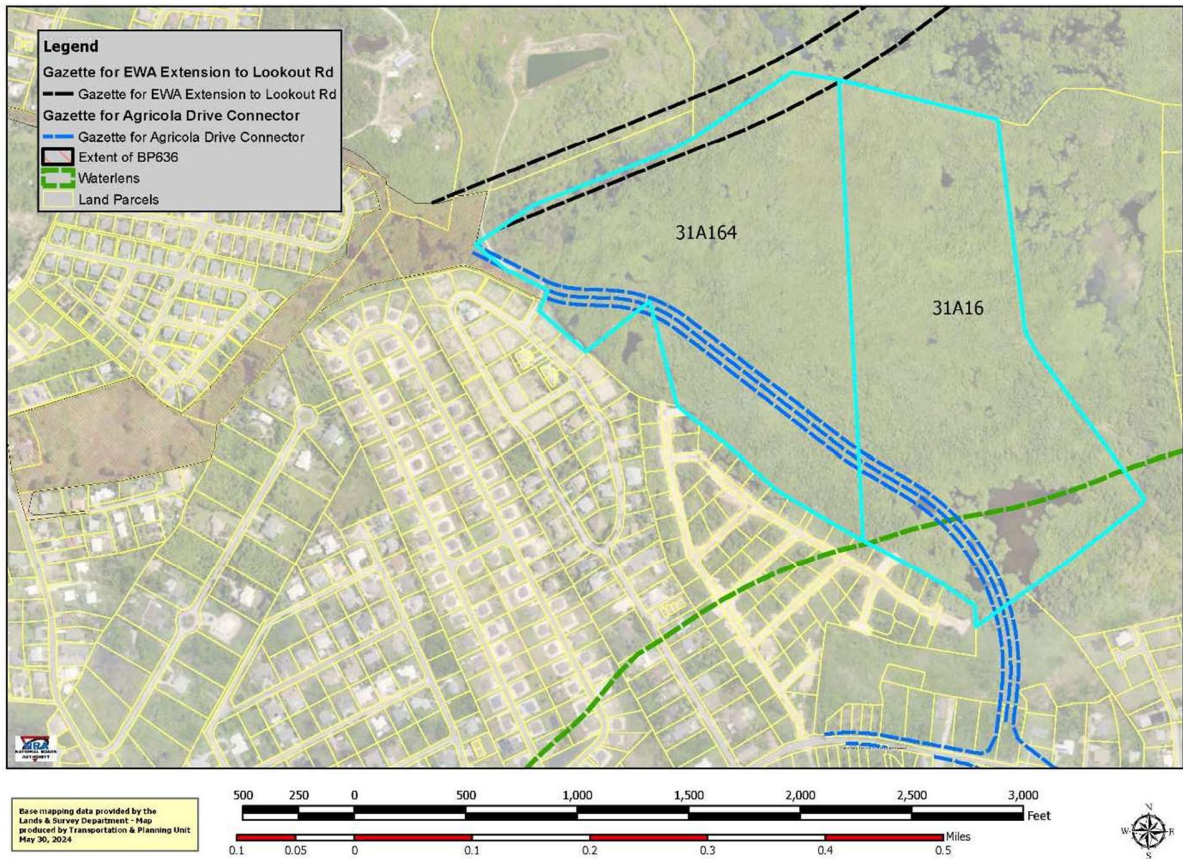 Legend
Gazette for EWA Extension to Lookout Rd
Gazette for EWA Extension to Lookout Rd
Gazette for Agricola Drive Connector
Gazette for Agricola Drive Connector
Extent of BP636
Waterlens
Land Parcels
31A164
31A16
NRA
NATIONAL ROADS
AUTHORITY
Base mapping data provided by the
Lands & Survey Department - Map
produced by Transportation & Planning Unit
May 30, 2024
500 250 0 500 1,000 1,500 2,000 2,500 3,000
Feet
Miles
0.1 0.05 0 0.1 0.2 0.3 0.4 0.5
N
W E
S